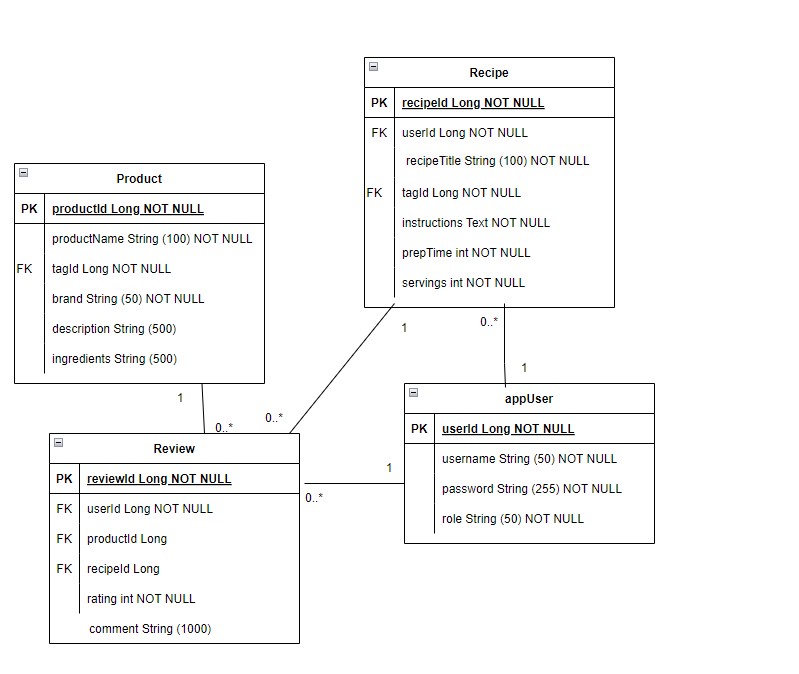 Recipe
PK recipeId Long NOT NULL
FK userId Long NOT NULL
recipeTitle String (100) NOT NULL
FK tagId Long NOT NULL
instructions Text NOT NULL
prepTime int NOT NULL
servings int NOT NULL
Product
PK productId Long NOT NULL
productName String (100) NOT NULL
FK tagId Long NOT NULL
brand String (50) NOT NULL
description String (500)
ingredients String (500)
1
0..*
1
0..*
0..*
1
appUser
PK userId Long NOT NULL
username String (50) NOT NULL
password String (255) NOT NULL
role String (50) NOT NULL
1
0..*
Review
PK reviewId Long NOT NULL
FK userId Long NOT NULL
FK productId Long
FK recipeId Long
rating int NOT NULL
comment String (1000)